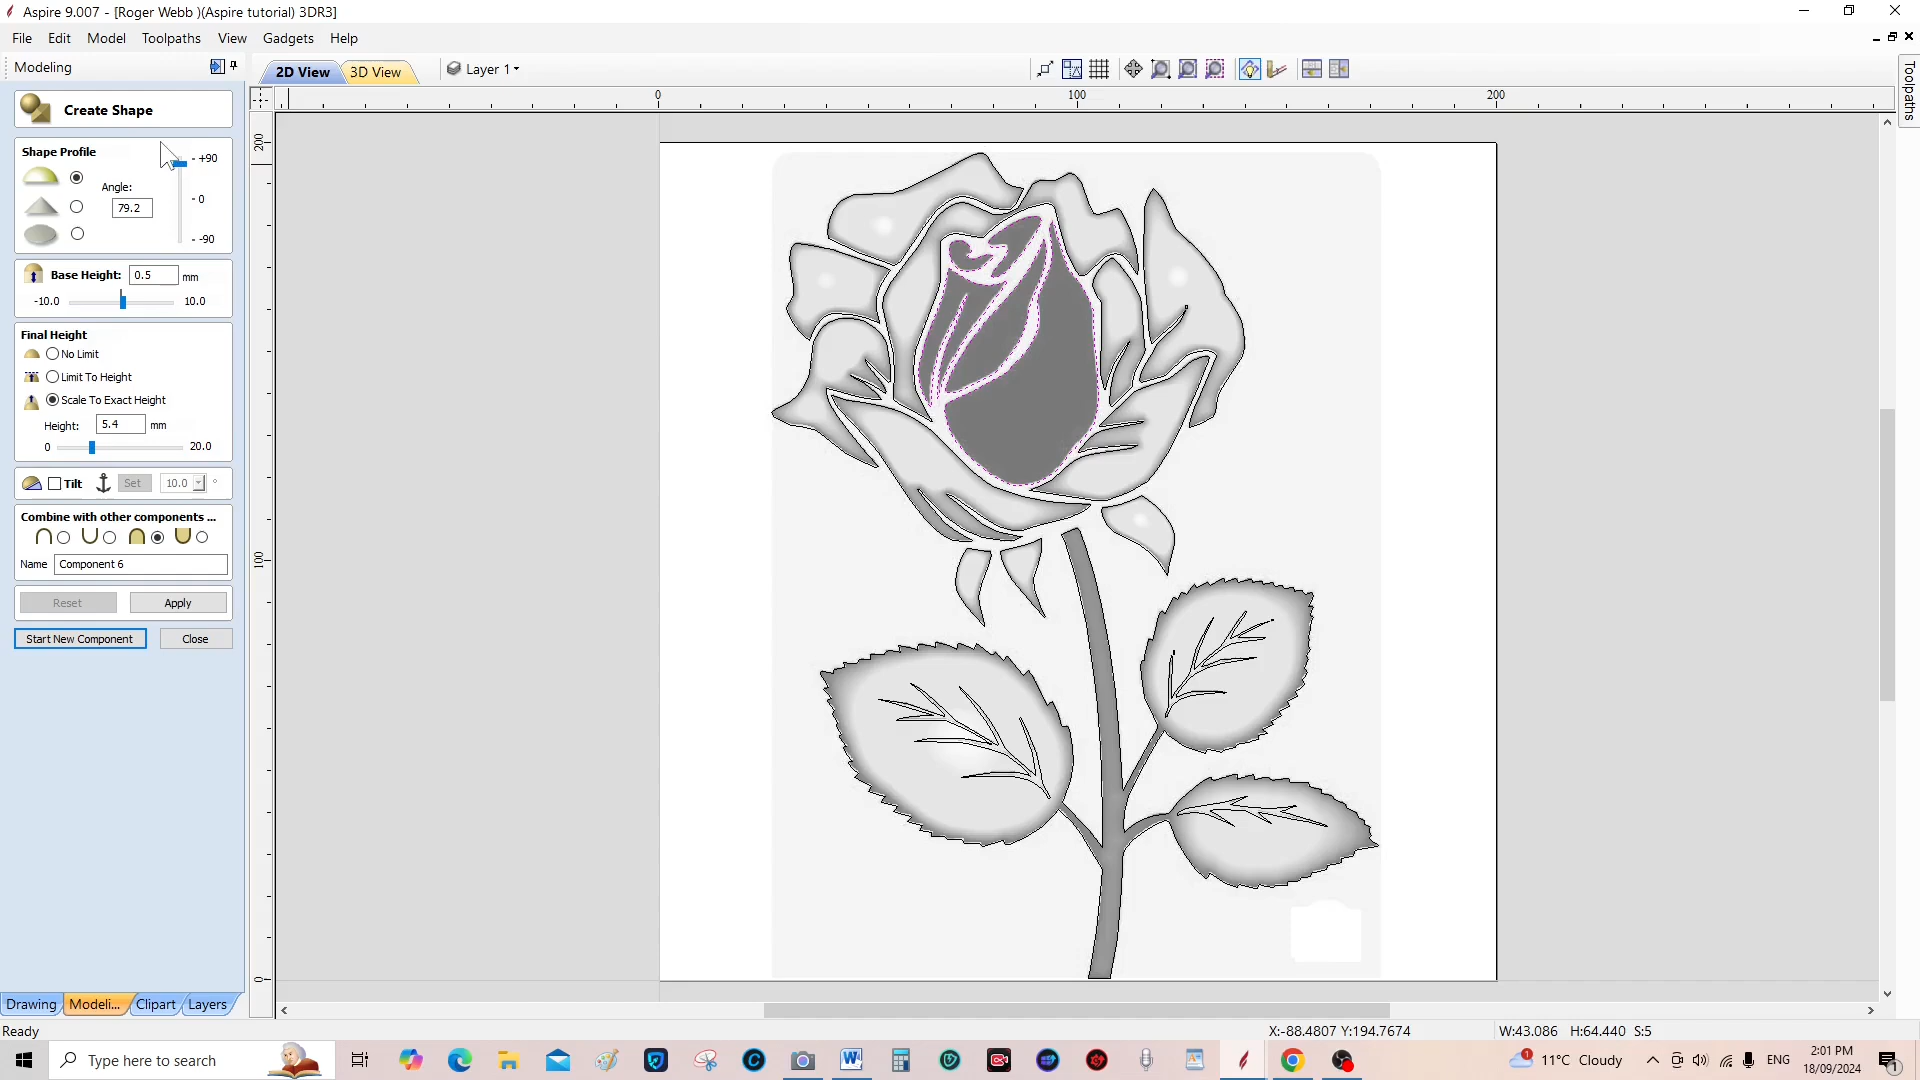 Aspire 9.007 - [Roger Webb )(Aspire tutorial) 3DR3]
File Edit Model Toolpaths View Gadgets Help
Modeling
2D View 3D View Layer 1
Toolpaths
Create Shape
0 100 200
200
100
0
Shape Profile
+90
Angle:
79.2
0
-90
Base Height: 0.5 mm
-10.0 10.0
Final Height
No Limit
Limit To Height
Scale To Exact Height
Height: 5.4 mm
0 20.0
Tilt Set 10.0 °
Combine with other components ...
Name Component 6
Reset Apply
Start New Component Close
Drawing Modeli... Clipart Layers
Ready X:-88.4807 Y:194.7674 W:43.086 H:64.440 S:5
Type here to search 11°C Cloudy ENG 2:01 PM
18/09/2024